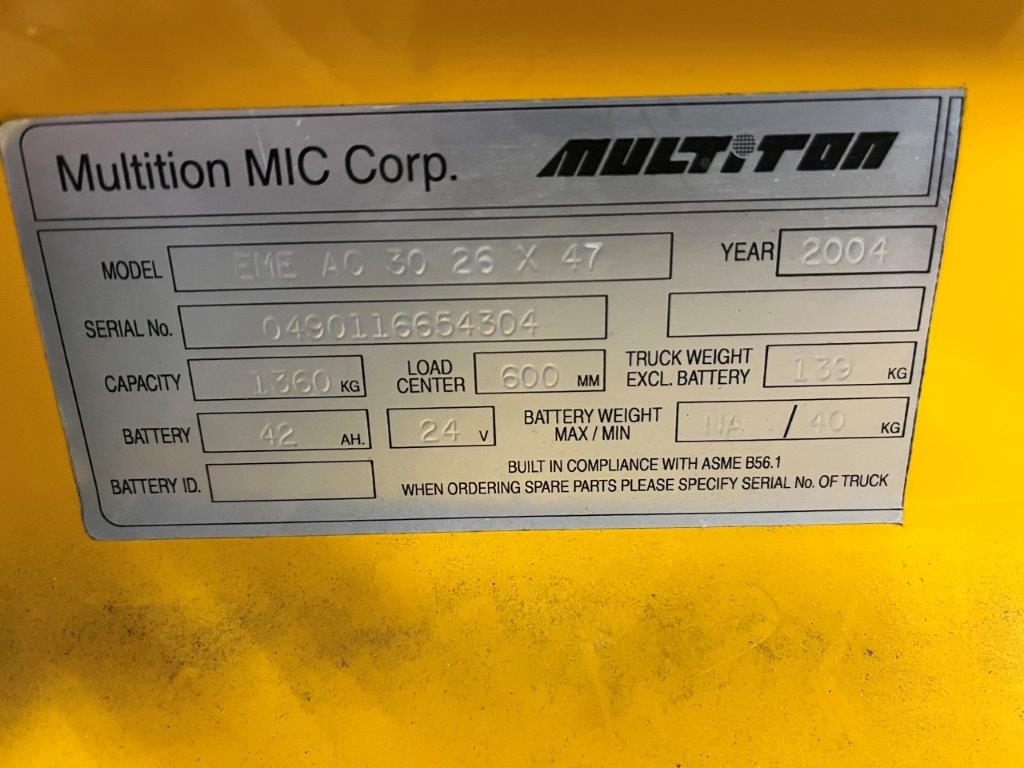 Multition MIC Corp. MULTITON
MODEL EME AC 30 26 X 47 YEAR 2004
SERIAL No. 0490116654304
CAPACITY 1360 KG LOAD CENTER 600 MM TRUCK WEIGHT EXCL. BATTERY 139 KG
BATTERY 42 AH. 24 V BATTERY WEIGHT MAX / MIN NA / 40 KG
BATTERY ID.
BUILT IN COMPLIANCE WITH ASME B56.1
WHEN ORDERING SPARE PARTS PLEASE SPECIFY SERIAL No. OF TRUCK